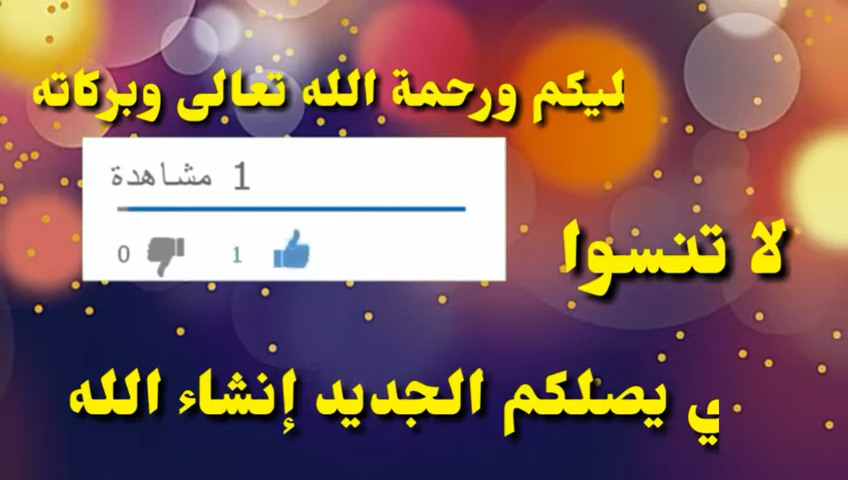 ليكم ورحمة الله تعالى وبركاته
1 مشاهدة
0 1
لا تنسوا
ي يصلكم الجديد إنشاء الله